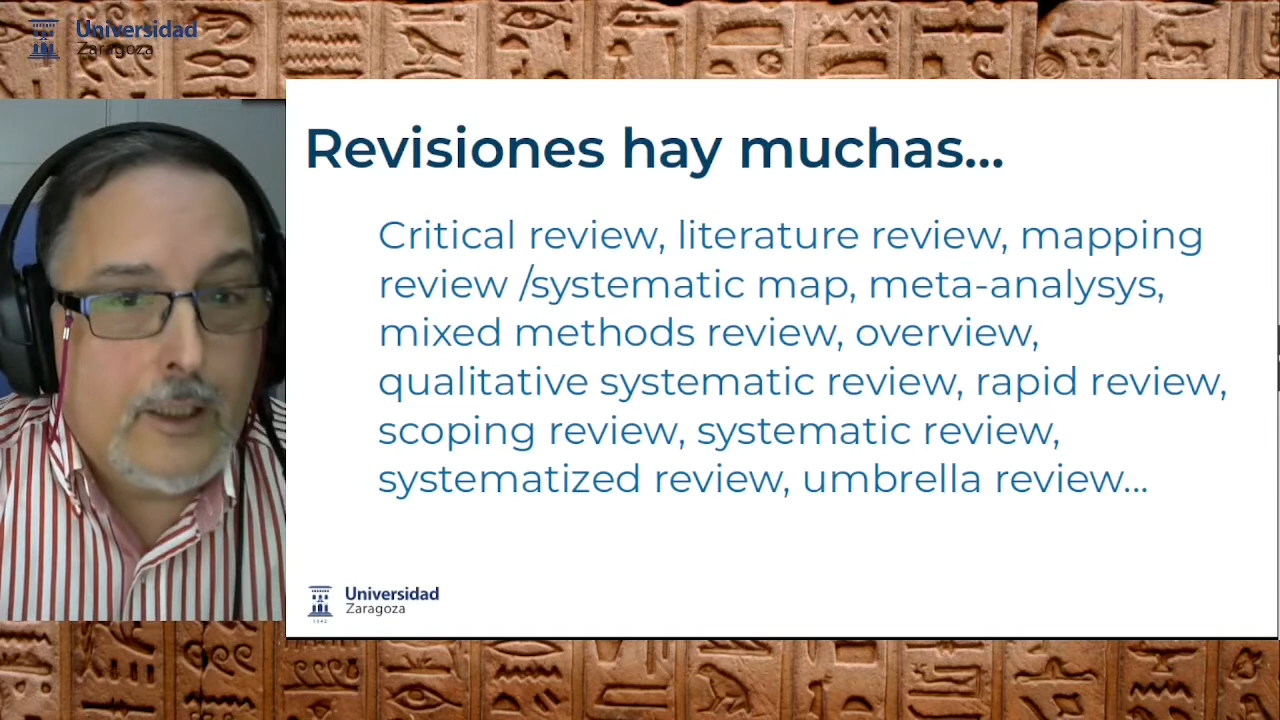 Universidad
Zaragoza
Revisiones hay muchas...
Critical review, literature review, mapping
review /systematic map, meta-analysys,
mixed methods review, overview,
qualitative systematic review, rapid review,
scoping review, systematic review,
systematized review, umbrella review...
Universidad
Zaragoza
1542